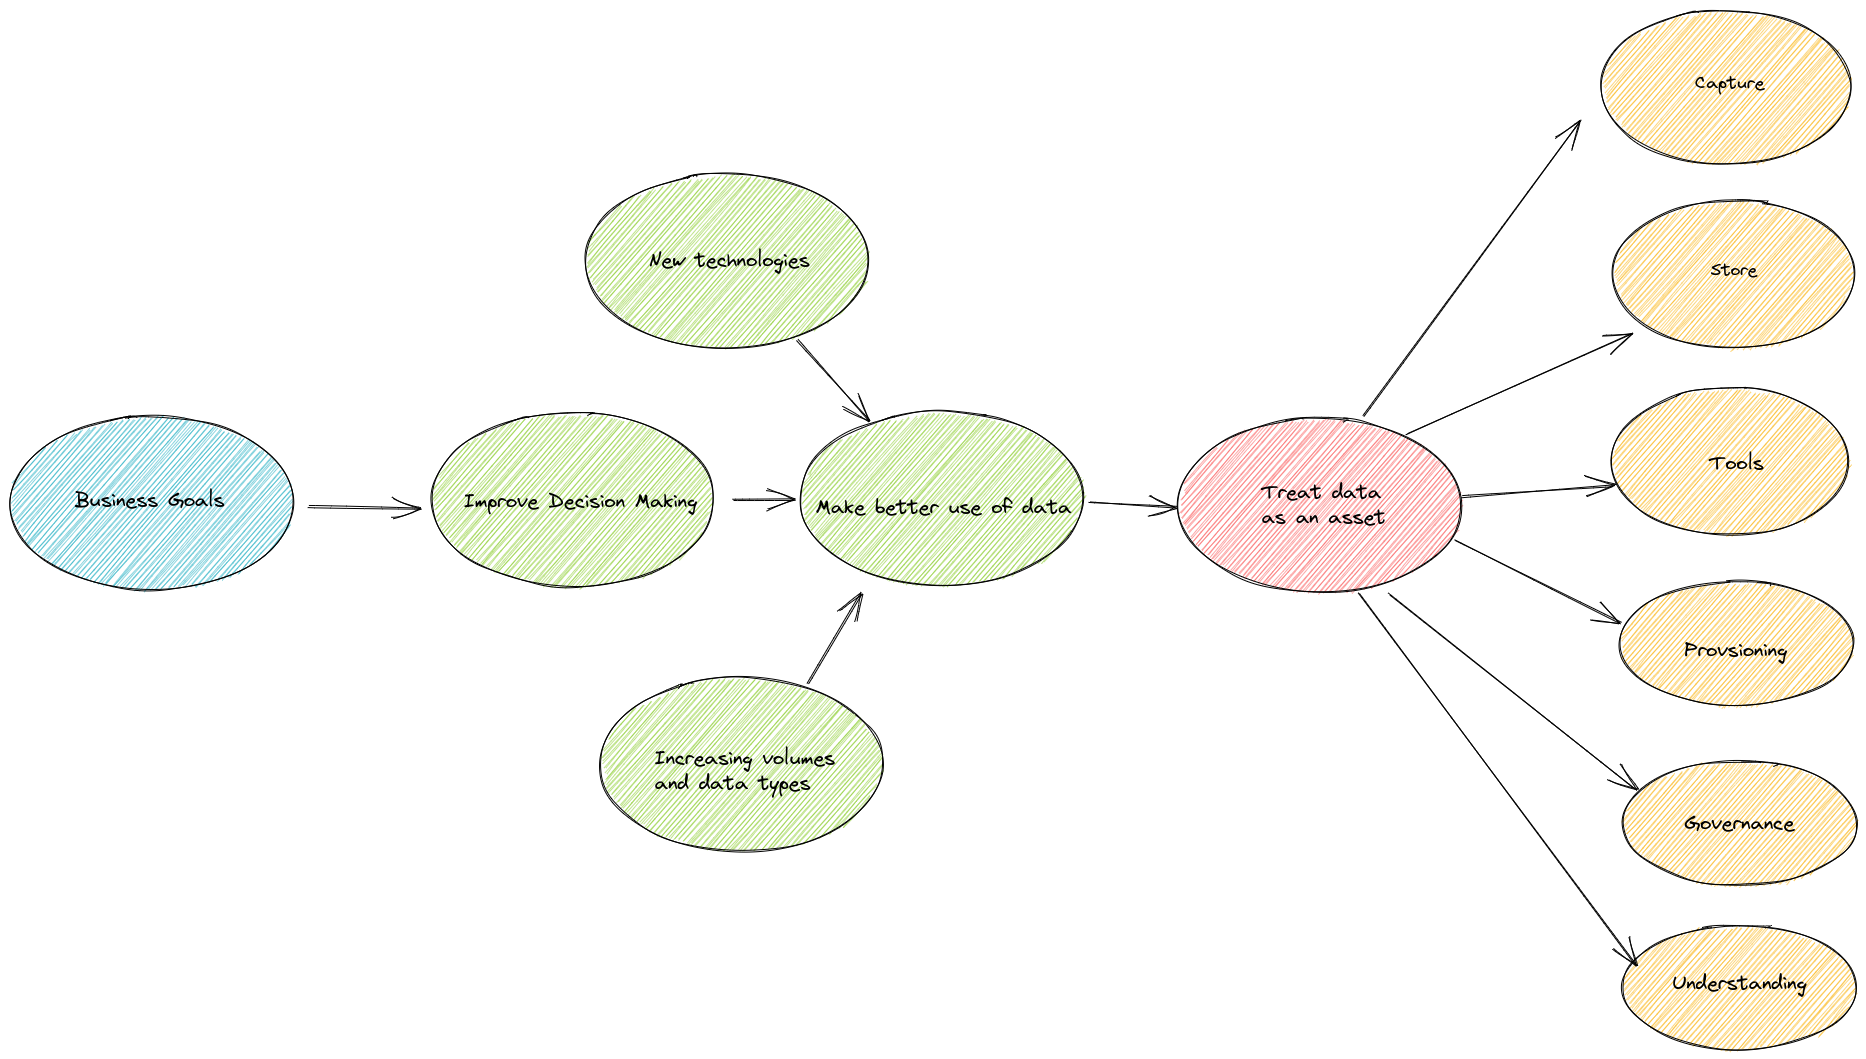 Capture
New technologies
Store
Business Goals
Improve Decision Making
Make better use of data
Treat data
as an asset
Tools
Provsioning
Increasing volumes
and data types
Governance
Understanding